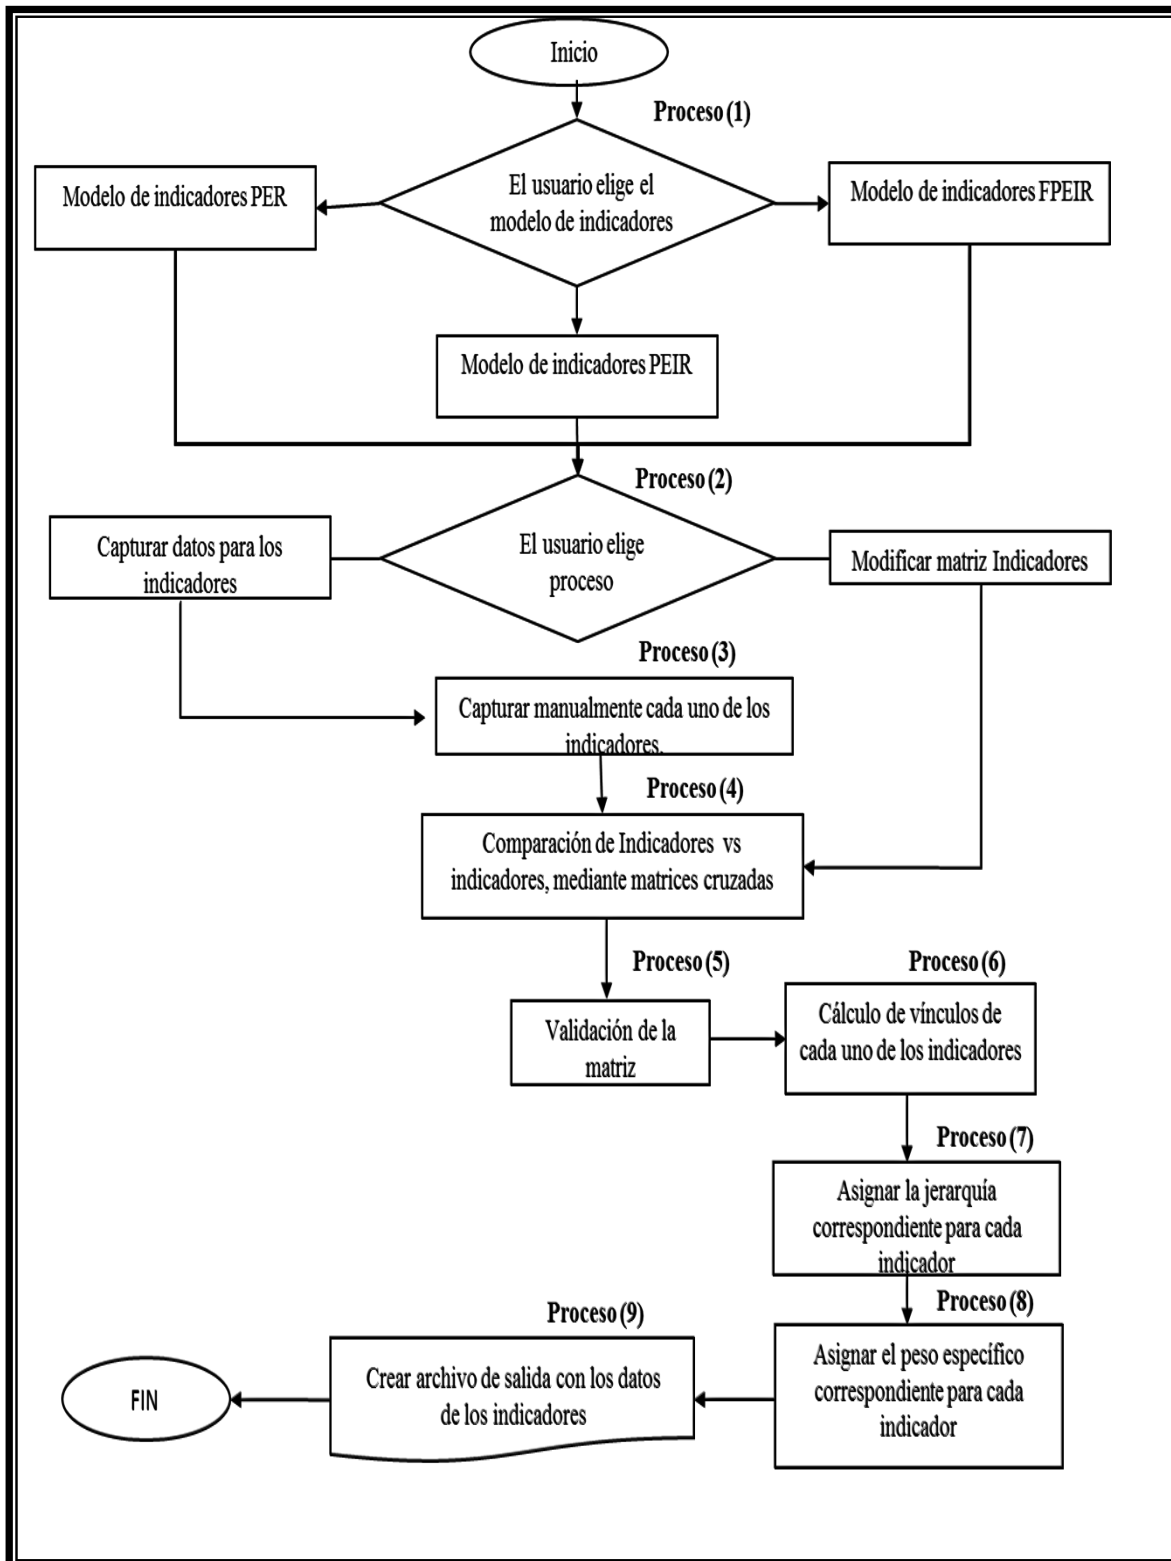 Inicio
Proceso (1)
El usuario elige el
modelo de indicadores
Modelo de indicadores PER
Modelo de indicadores FPEIR
Modelo de indicadores PEIR
Proceso (2)
El usuario elige
proceso
Capturar datos para los
indicadores
Modificar matriz Indicadores
Proceso (3)
Capturar manualmente cada uno de los
indicadores.
Proceso (4)
Comparación de Indicadores vs
indicadores, mediante matrices cruzadas
Proceso (5)
Validación de la
matriz
Proceso (6)
Cálculo de vínculos de
cada uno de los indicadores
Proceso (7)
Asignar la jerarquía
correspondiente para cada
indicador
Proceso (8)
Asignar el peso específico
correspondiente para cada
indicador
Proceso (9)
Crear archivo de salida con los datos
de los indicadores
FIN